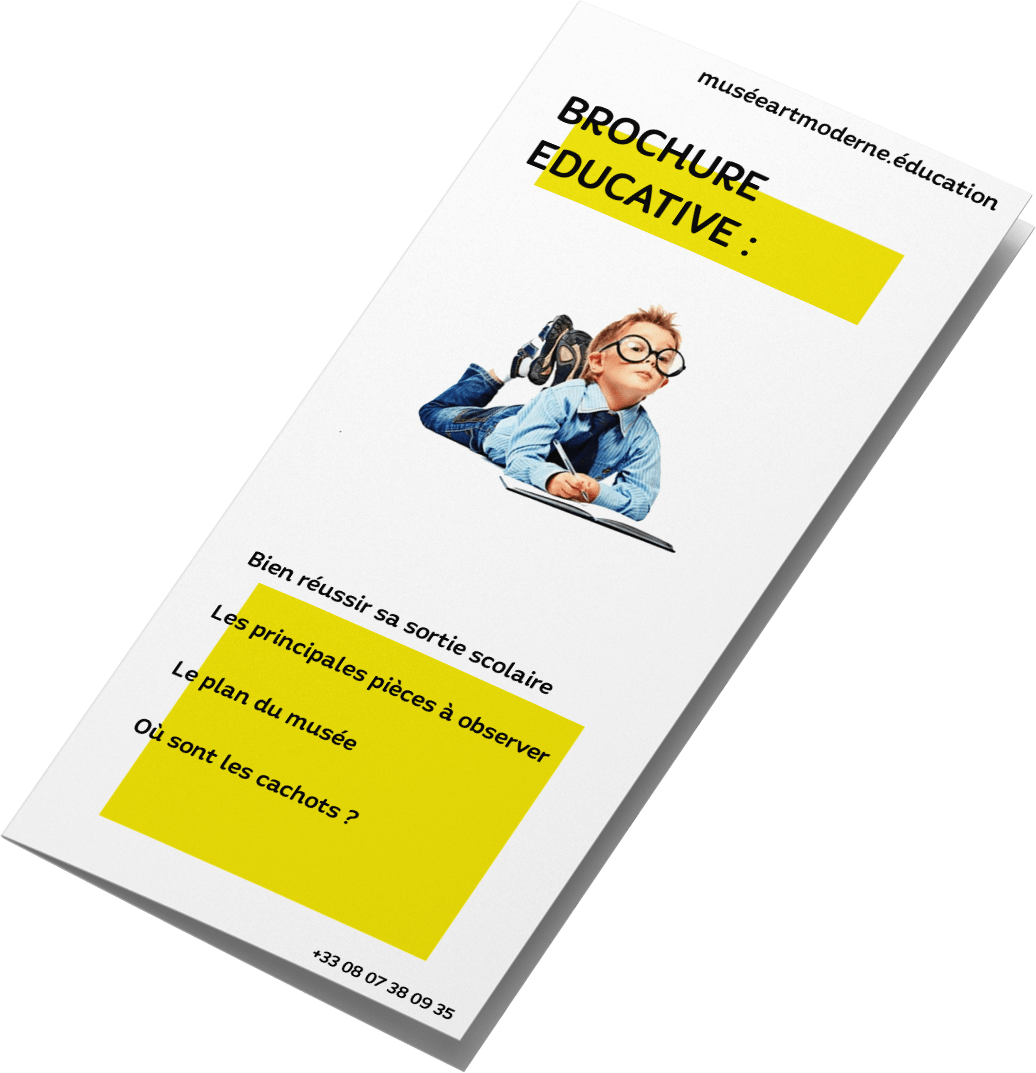 muséeartmoderne.éducation
BROCHURE
EDUCATIVE :
Bien réussir sa sortie scolaire
Les principales pièces à observer
Le plan du musée
Où sont les cachots ?
+33 08 07 38 09 35